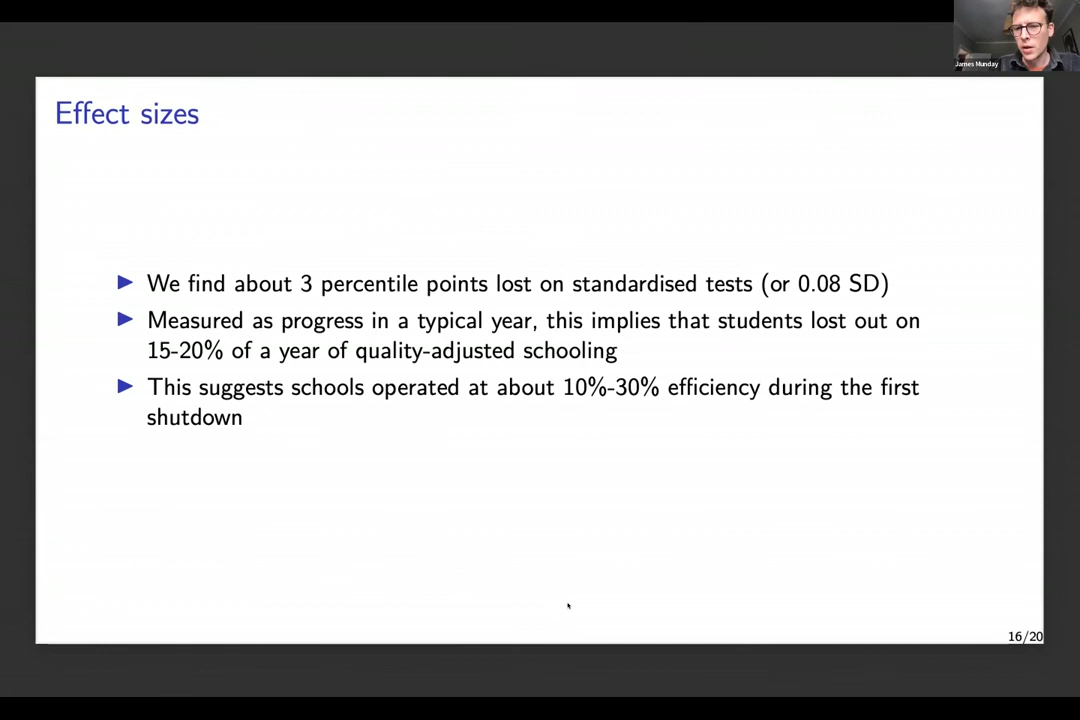 James Munday
Effect sizes
We find about 3 percentile points lost on standardised tests (or 0.08 SD)
Measured as progress in a typical year, this implies that students lost out on
15-20% of a year of quality-adjusted schooling
This suggests schools operated at about 10%-30% efficiency during the first
shutdown
16/20